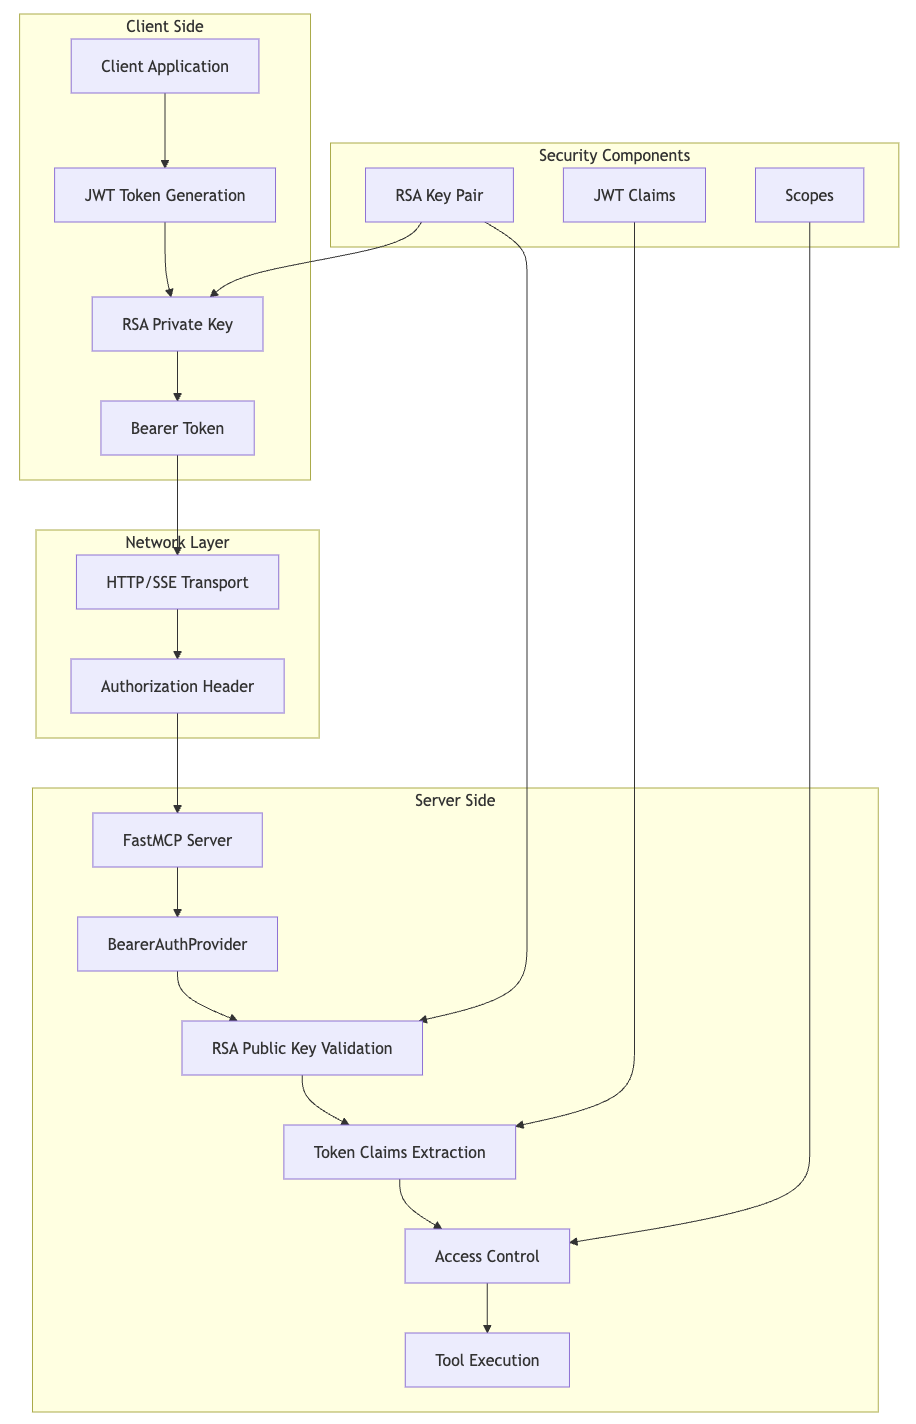 Client Side
Client Application
JWT Token Generation
RSA Private Key
Bearer Token
Security Components
RSA Key Pair
JWT Claims
Scopes
Network Layer
HTTP/SSE Transport
Authorization Header
Server Side
FastMCP Server
BearerAuthProvider
RSA Public Key Validation
Token Claims Extraction
Access Control
Tool Execution